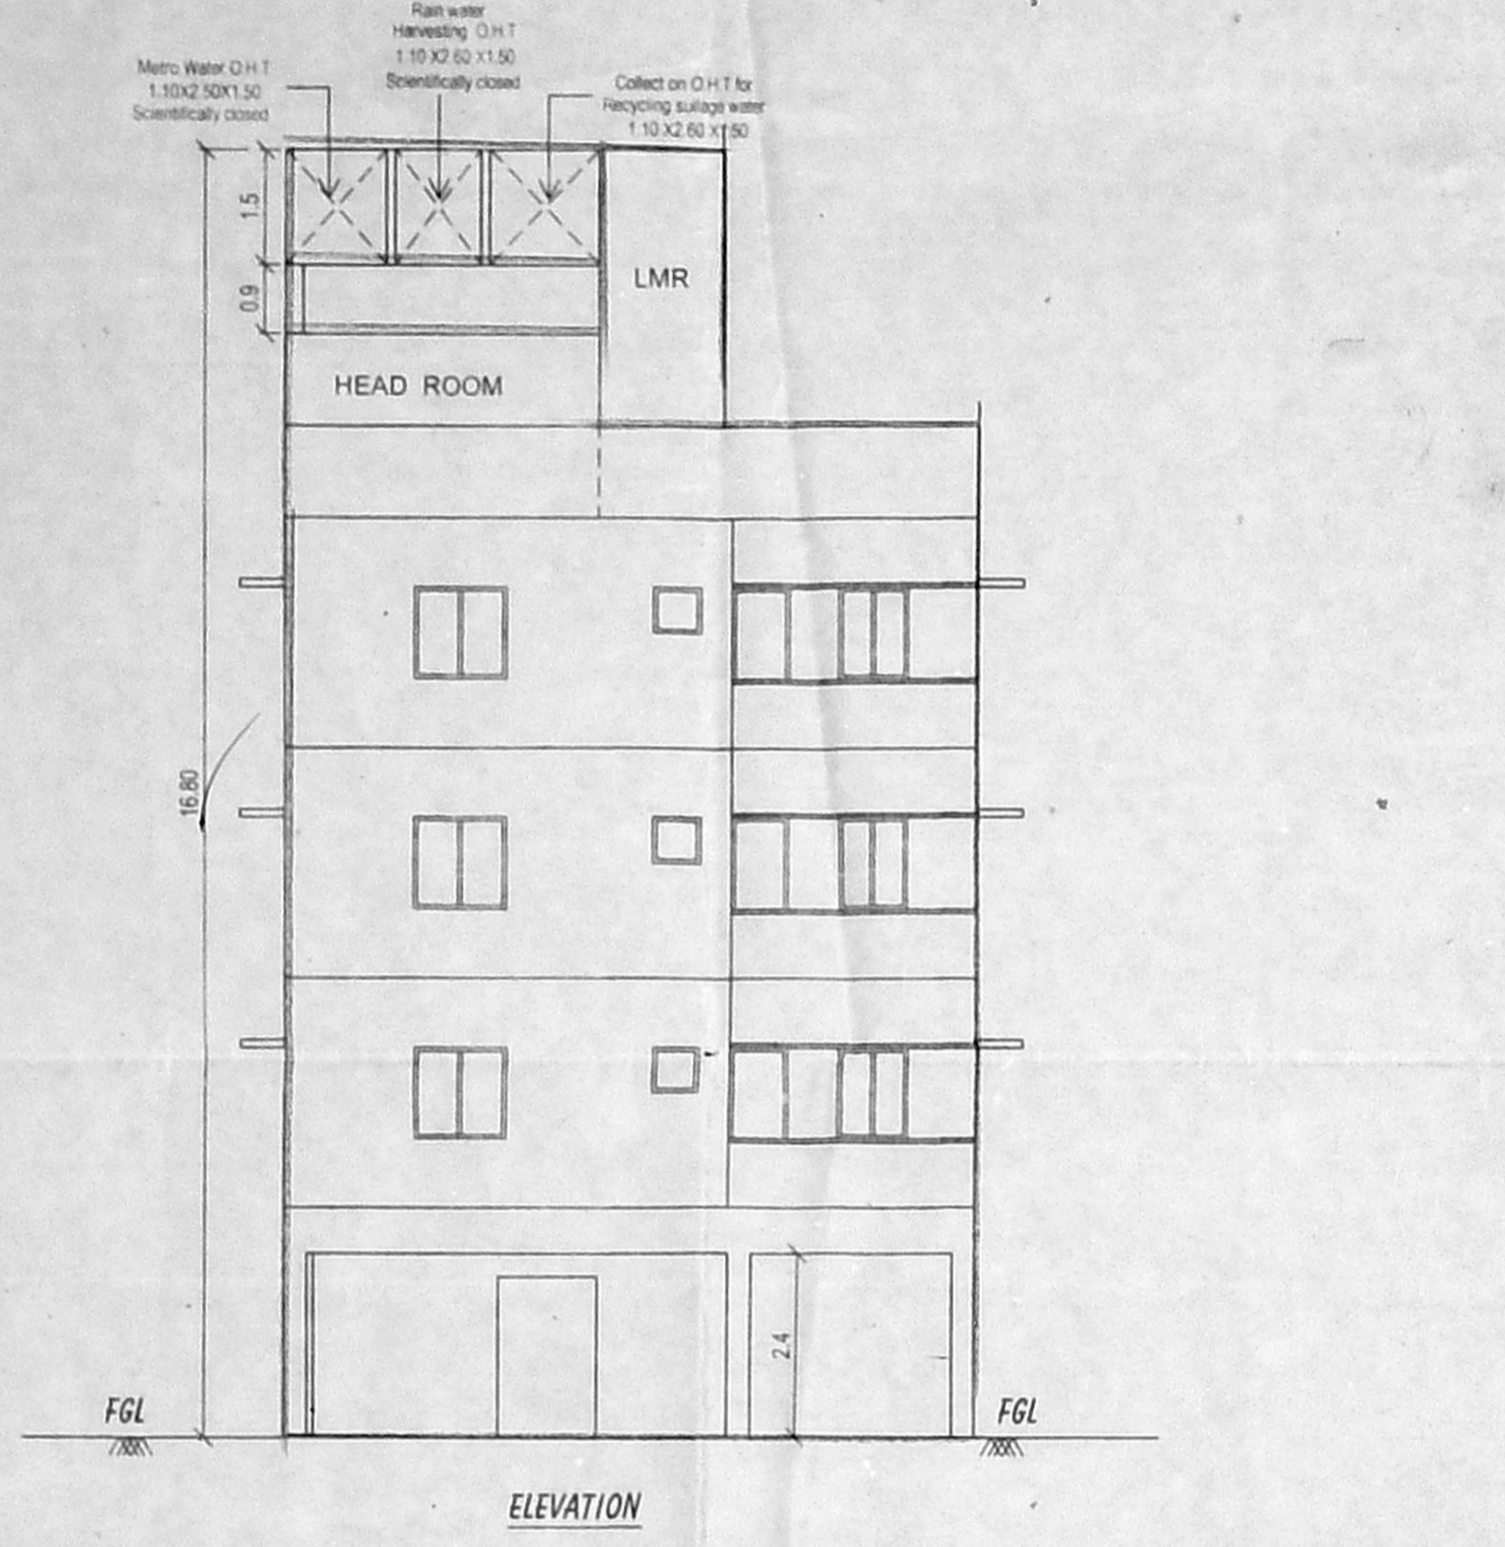 Rain water
Harvesting O.H.T
1.10 X2.60 X1.50
Scientifically closed
Metro Water O.H.T
1.10X2.50X1.50
Scientifically closed
Collect on O.H.T for
Recycling sullage water
1.10 X2.60 X1.50
1.5
0.9
LMR
HEAD ROOM
16.80
2.4
FGL
FGL
ELEVATION